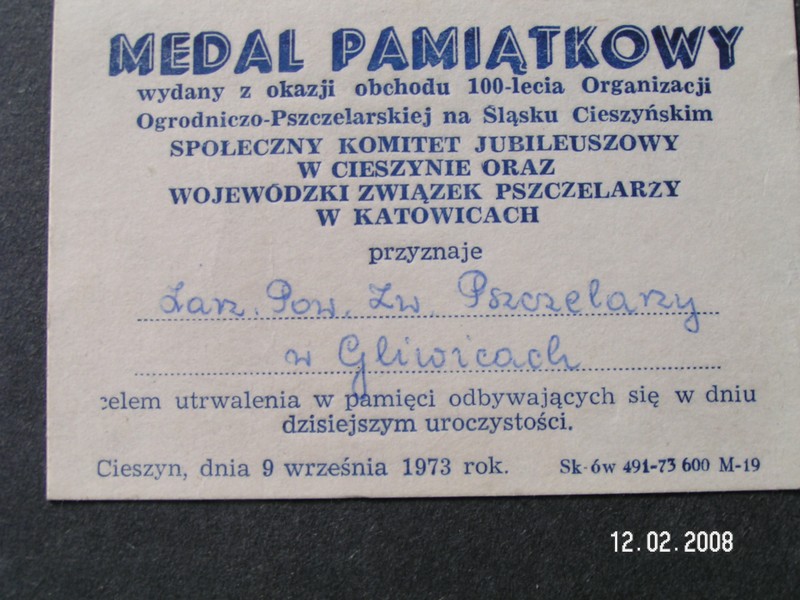 MEDAL PAMIĄTKOWY
wydany z okazji obchodu 100-lecia Organizacji
Ogrodniczo-Pszczelarskiej na Śląsku Cieszyńskim
SPOŁECZNY KOMITET JUBILEUSZOWY
W CIESZYNIE ORAZ
WOJEWÓDZKI ZWIĄZEK PSZCZELARZY
W KATOWICACH
przyznaje
Zarz. Pow. Zw. Pszczelarzy
w Gliwicach
celem utrwalenia w pamięci odbywających się w dniu
dzisiejszym uroczystości.
Cieszyn, dnia 9 września 1973 rok. Sk-ów 491-73 600 M-19
12.02.2008